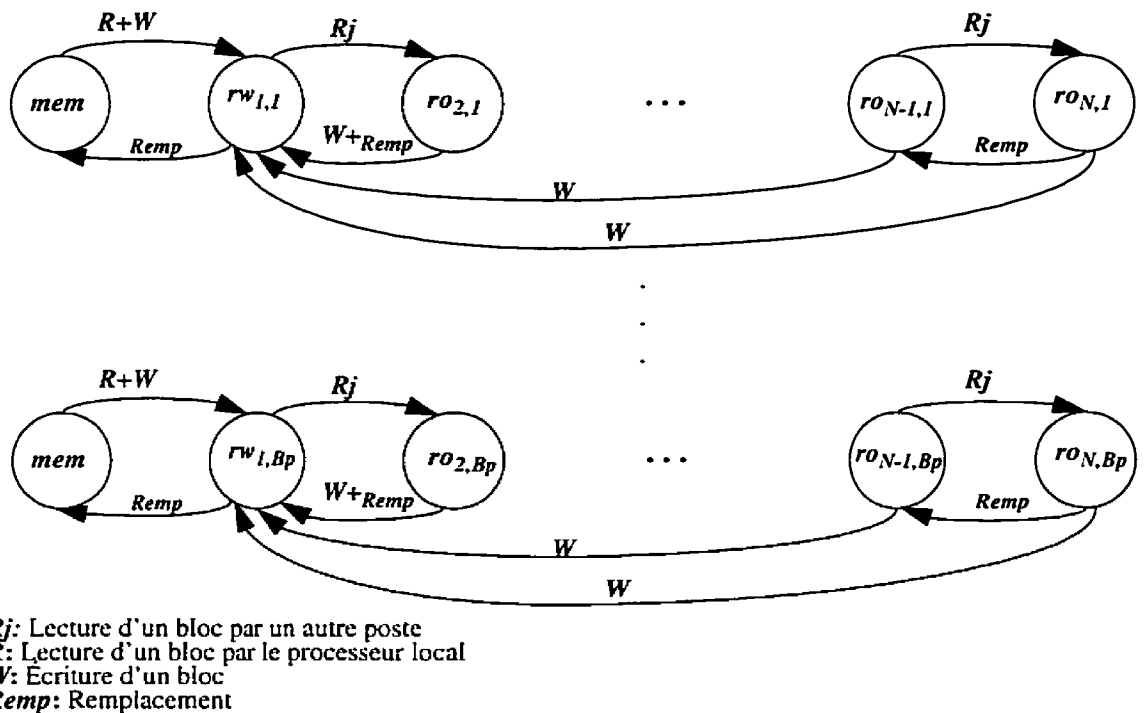 R+W Rj Rj
mem rw1,1 ro2,1 ... roN-1,1 roN,1
Remp W+Remp Remp
W
W
R+W Rj Rj
mem rw1,Bp ro2,Bp ... roN-1,Bp roN,Bp
Remp W+Remp Remp
W
W
Rj: Lecture d'un bloc par un autre poste
R: Lecture d'un bloc par le processeur local
W: Écriture d'un bloc
Remp: Remplacement